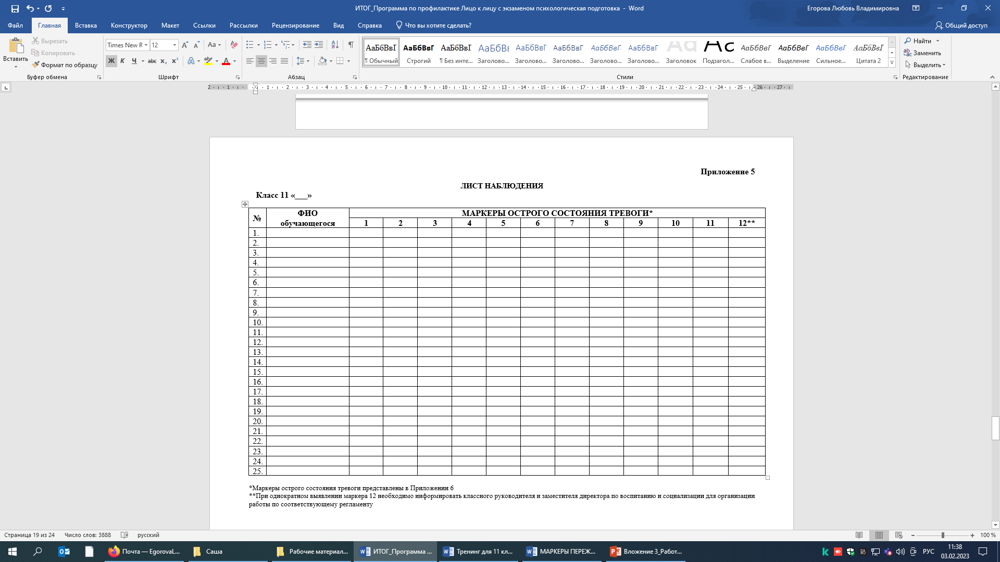 ИТОГ_Программа по профилактике Лицо к лицу с экзаменом психологическая подготовка - Word
Егорова Любовь Владимировна
Файл Главная Вставка Конструктор Макет Ссылки Рассылки Рецензирование Вид Справка Что вы хотите сделать? Общий доступ
Вставить
Вырезать
Копировать
Формат по образцу
Буфер обмена
Times New R 12
Ж К Ч abc x₂ x²
Шрифт
Абзац
АаБбВвГ АаБбВвГ АаБбВвГ АаБбВв АаБбВвГ АаБбВвГ АаБбВвГ АаБбВвГ Аа Аа АаБбВвГ АаБбВвГ АаБбВвГ АаБбВвГ
¶ Обычный Строгий ¶ Без инте... Заголово... Заголово... Заголово... Заголово... Заголово... Заголовок Подзагол... Слабое в... Выделение Сильное... Цитата 2
Стили
Найти
Заменить
Выделить
Редактирование
2 1 1 2 3 4 5 6 7 8 9 10 11 12 13 14 15 16 17 18 19 20 21 22 23 24 25 26 27
Приложение 5
ЛИСТ НАБЛЮДЕНИЯ
Класс 11 «___»
№ ФИО обучающегося МАРКЕРЫ ОСТРОГО СОСТОЯНИЯ ТРЕВОГИ*
1 2 3 4 5 6 7 8 9 10 11 12**
1.
2.
3.
4.
5.
6.
7.
8.
9.
10.
11.
12.
13.
14.
15.
16.
17.
18.
19.
20.
21.
22.
23.
24.
25.
*Маркеры острого состояния тревоги представлены в Приложении 6
**При однократном выявлении маркера 12 необходимо информировать классного руководителя и заместителя директора по воспитанию и социализации для организации
работы по соответствующему регламенту
Страница 19 из 24 Число слов: 3888 русский 100 %
Почта — EgorovaL... Саша Рабочие материал... ИТОГ_Программа ... Тренинг для 11 кл... МАРКЕРЫ ПЕРЕЖ... Вложение 3_Работ... РУС
11:38
03.02.2023